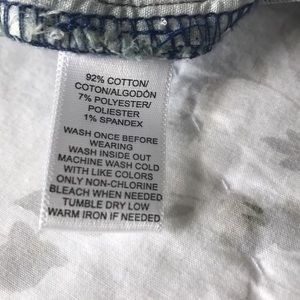 92% COTTON/
COTON/ALGODÓN
7% POLYESTER/
POLIESTER
1% SPANDEX
WASH ONCE BEFORE
WEARING
WASH INSIDE OUT
MACHINE WASH COLD
WITH LIKE COLORS
ONLY NON-CHLORINE
BLEACH WHEN NEEDED
TUMBLE DRY LOW
WARM IRON IF NEEDED